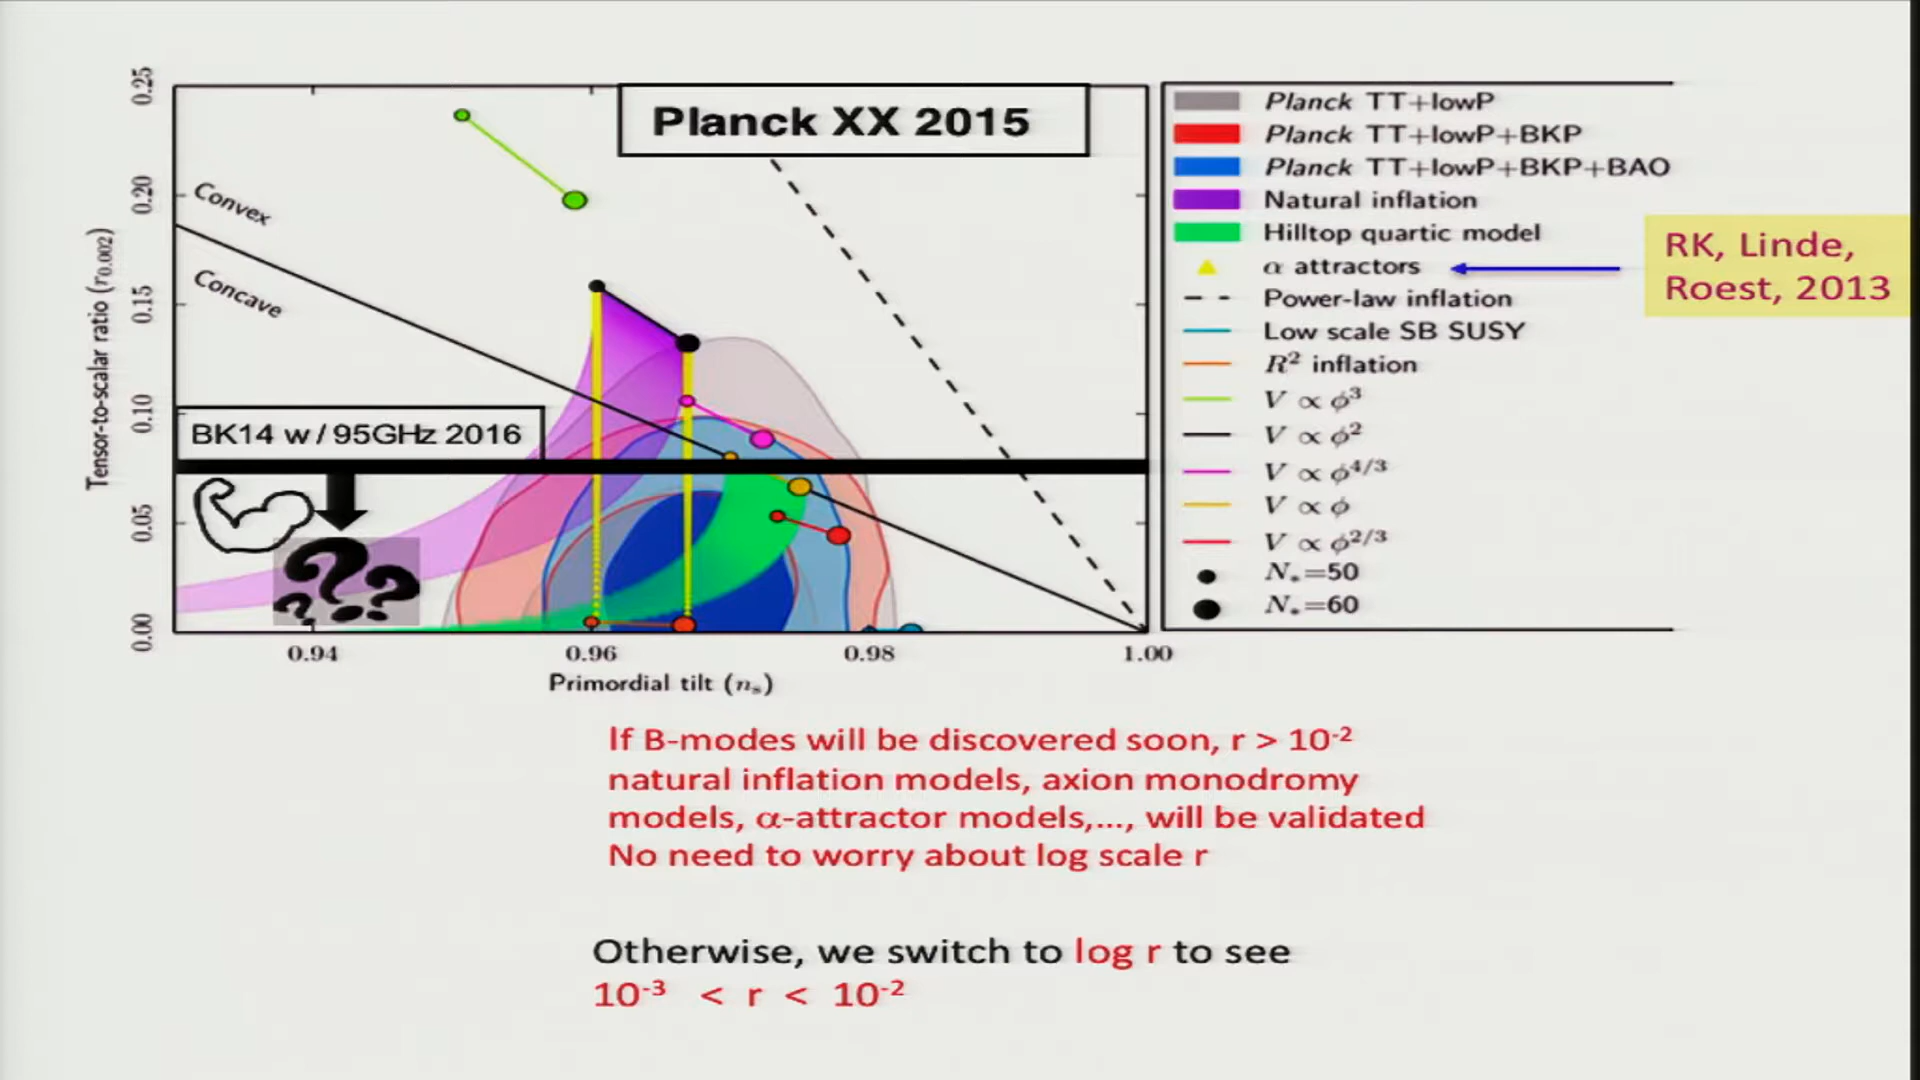 Planck XX 2015
0.25
0.20
0.15
0.10
0.05
0.00
Tensor-to-scalar ratio (r0.002)
Convex
Concave
BK14 w / 95GHz 2016
??
??
0.94
0.96
0.98
1.00
Primordial tilt (ns)
Planck TT+lowP
Planck TT+lowP+BKP
Planck TT+lowP+BKP+BAO
Natural inflation
Hilltop quartic model
α attractors
Power-law inflation
Low scale SB SUSY
R² inflation
V ∝ ϕ³
V ∝ ϕ²
V ∝ ϕ^4/3
V ∝ ϕ
V ∝ ϕ^2/3
N*=50
N*=60
RK, Linde,
Roest, 2013
If B-modes will be discovered soon, r > 10⁻²
natural inflation models, axion monodromy
models, α-attractor models,..., will be validated
No need to worry about log scale r
Otherwise, we switch to log r to see
10⁻³ < r < 10⁻²